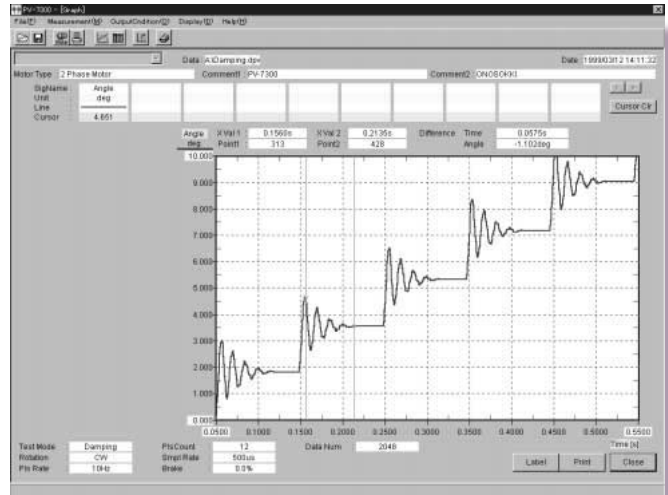 PV-7300 - [Graph]
File(F) Measurement(M) OutputCondition(O) Display(D) Help(H)
Data A:\Damping.dpv Date 1999/03/12 14:11:32
Motor Type 2 Phase Motor Comment1 PV-7300 Comment2 ONOSOKKI
SigName Angle
Unit deg
Line
Cursor 4.651
Cursor Clr
Angle XVal 1 0.1560s XVal 2 0.2135s Difference Time 0.0575s
deg Point1 313 Point2 428 Angle -1.102deg
10.000
9.000
8.000
7.000
6.000
5.000
4.000
3.000
2.000
1.000
0.000
0.0500 0.1000 0.1500 0.2000 0.2500 0.3000 0.3500 0.4000 0.4500 0.5000 0.5500
Time [s]
Test Mode Damping PlsCount 12 Data Num 2048
Rotation CW Smpl Rate 500us
Pls Rate 10Hz Brake 0.0%
Label Print Close